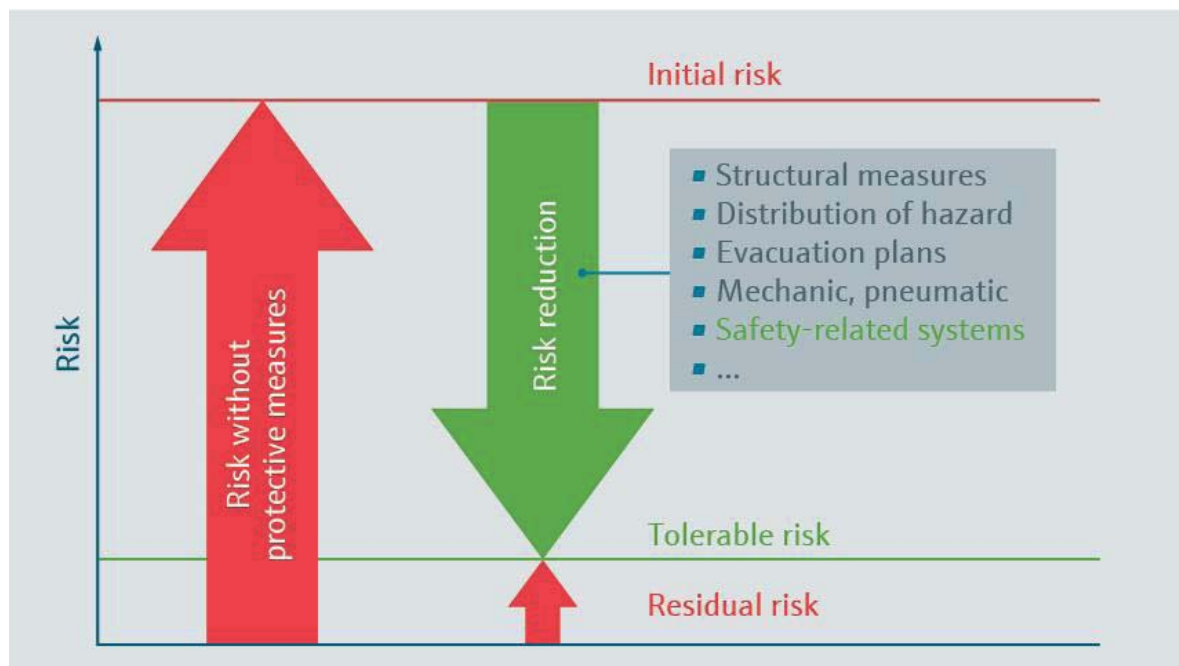 Initial risk
Structural measures
Distribution of hazard
Evacuation plans
Mechanic, pneumatic
Safety-related systems
...
Risk
Risk without
protective measures
Risk reduction
Tolerable risk
Residual risk